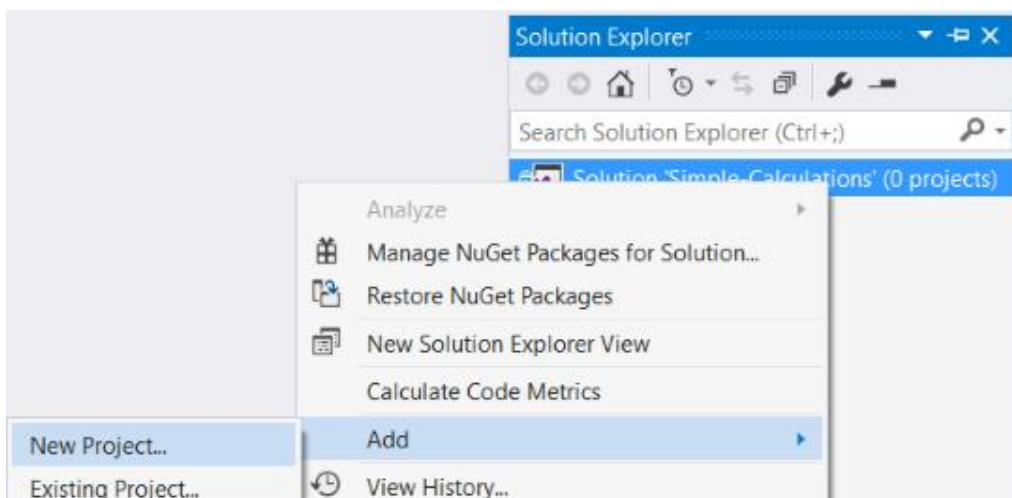 Solution Explorer
Search Solution Explorer (Ctrl+;)
Solution 'Simple-Calculations' (0 projects)
Analyze
Manage NuGet Packages for Solution...
Restore NuGet Packages
New Solution Explorer View
Calculate Code Metrics
Add
New Project...
View History...
Existing Project...